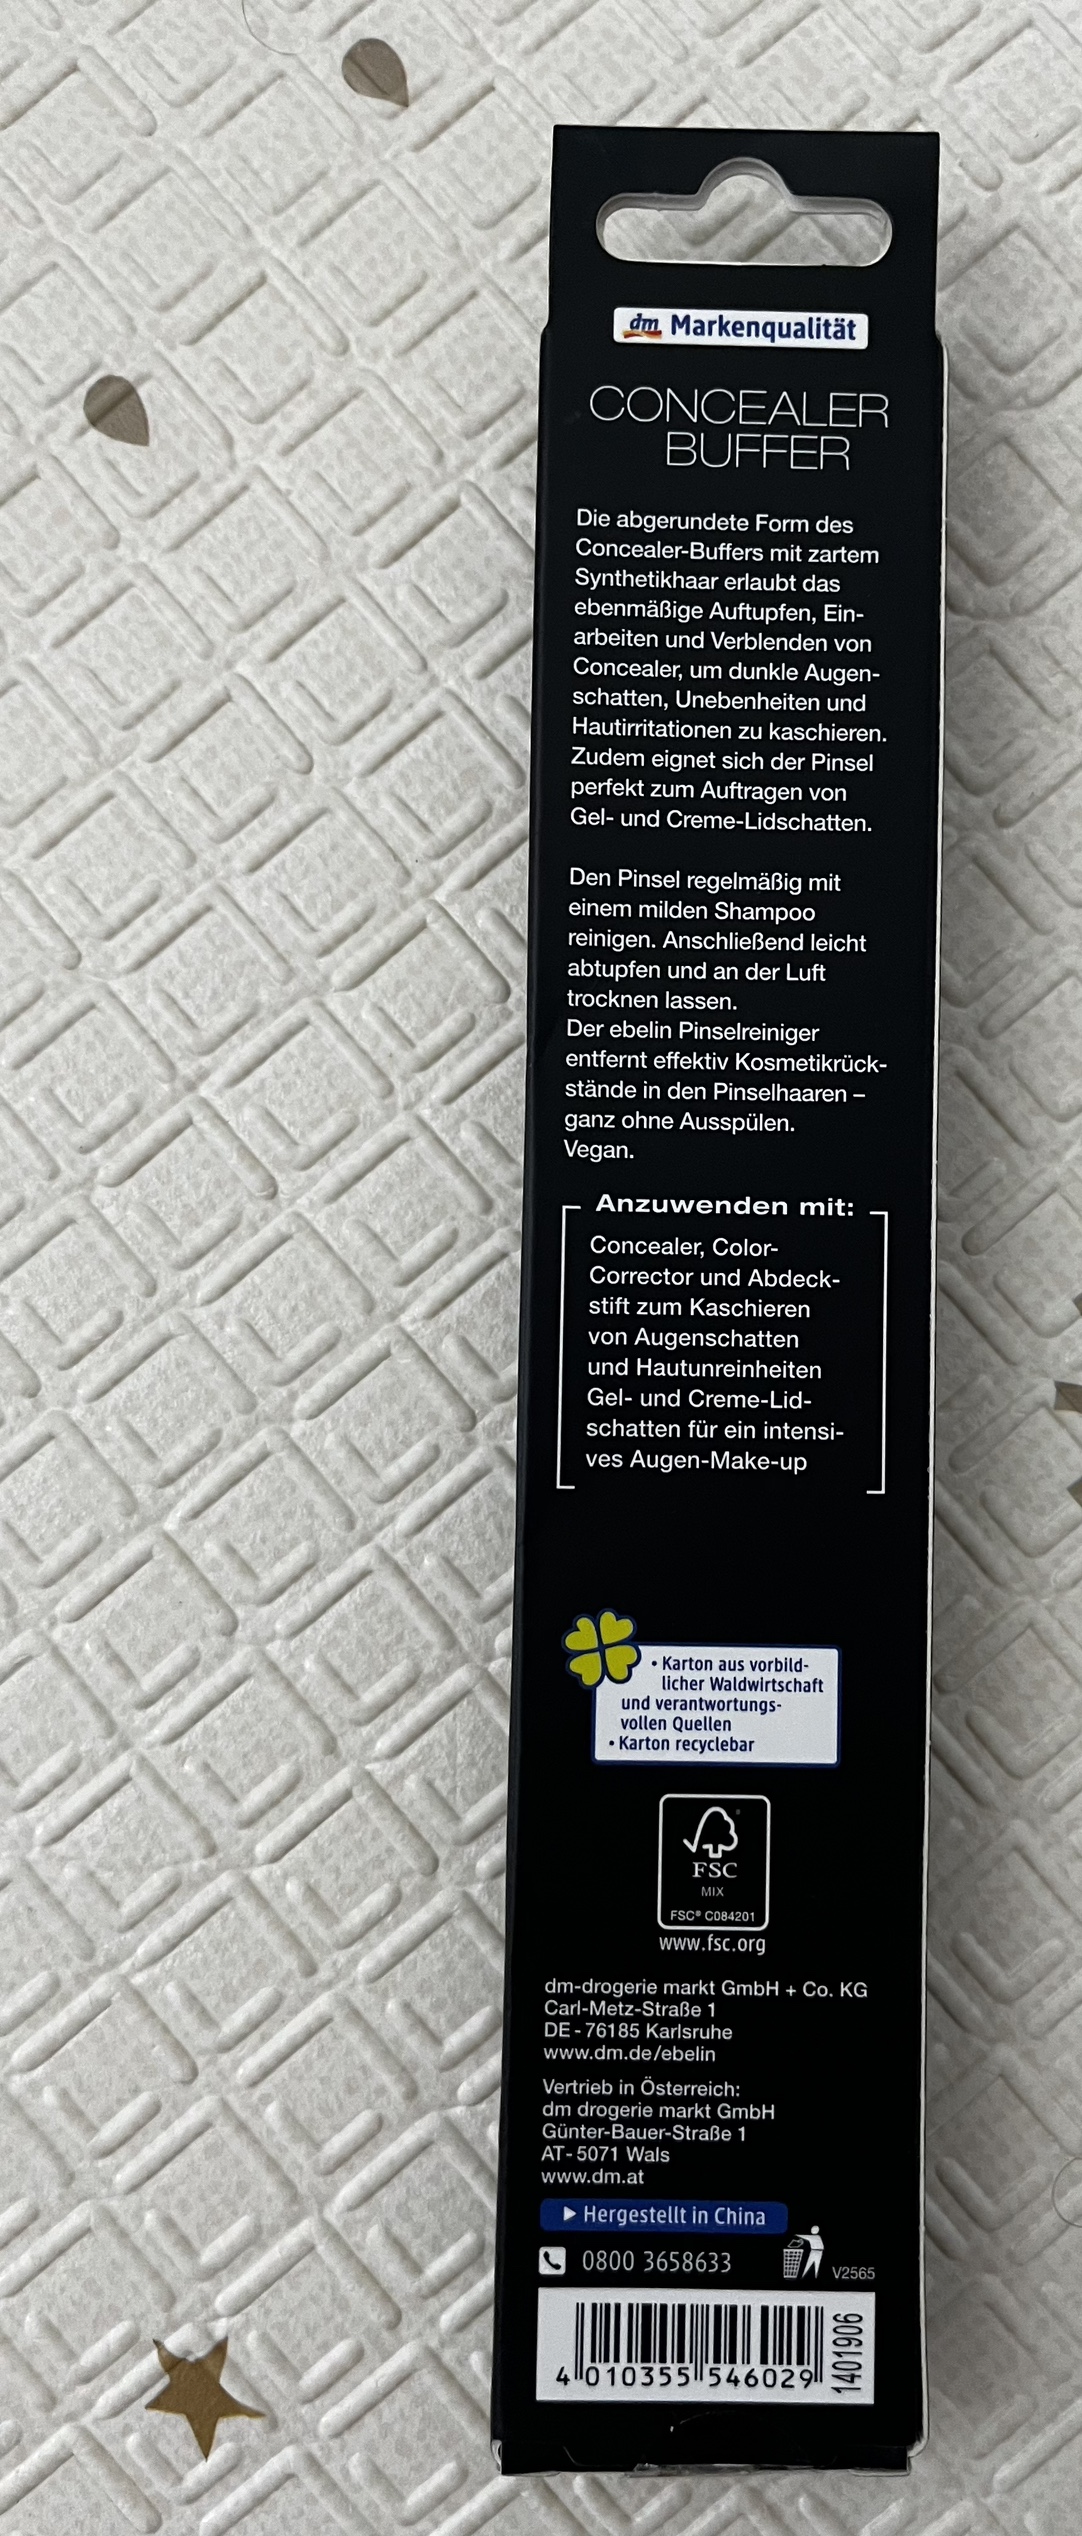 dm Markenqualität
CONCEALER
BUFFER
Die abgerundete Form des
Concealer-Buffers mit zartem
Synthetikhaar erlaubt das
ebenmäßige Auftupfen, Ein-
arbeiten und Verblenden von
Concealer, um dunkle Augen-
schatten, Unebenheiten und
Hautirritationen zu kaschieren.
Zudem eignet sich der Pinsel
perfekt zum Auftragen von
Gel- und Creme-Lidschatten.
Den Pinsel regelmäßig mit
einem milden Shampoo
reinigen. Anschließend leicht
abtupfen und an der Luft
trocknen lassen.
Der ebelin Pinselreiniger
entfernt effektiv Kosmetikrück-
stände in den Pinselhaaren –
ganz ohne Ausspülen.
Vegan.
Anzuwenden mit:
Concealer, Color-
Corrector und Abdeck-
stift zum Kaschieren
von Augenschatten
und Hautunreinheiten
Gel- und Creme-Lid-
schatten für ein intensi-
ves Augen-Make-up
• Karton aus vorbild-
licher Waldwirtschaft
und verantwortungs-
vollen Quellen
• Karton recyclebar
FSC
MIX
FSC® C084201
www.fsc.org
dm-drogerie markt GmbH + Co. KG
Carl-Metz-Straße 1
DE - 76185 Karlsruhe
www.dm.de/ebelin
Vertrieb in Österreich:
dm drogerie markt GmbH
Günter-Bauer-Straße 1
AT- 5071 Wals
www.dm.at
Hergestellt in China
0800 3658633
V2565
4 010355 546029
1401906